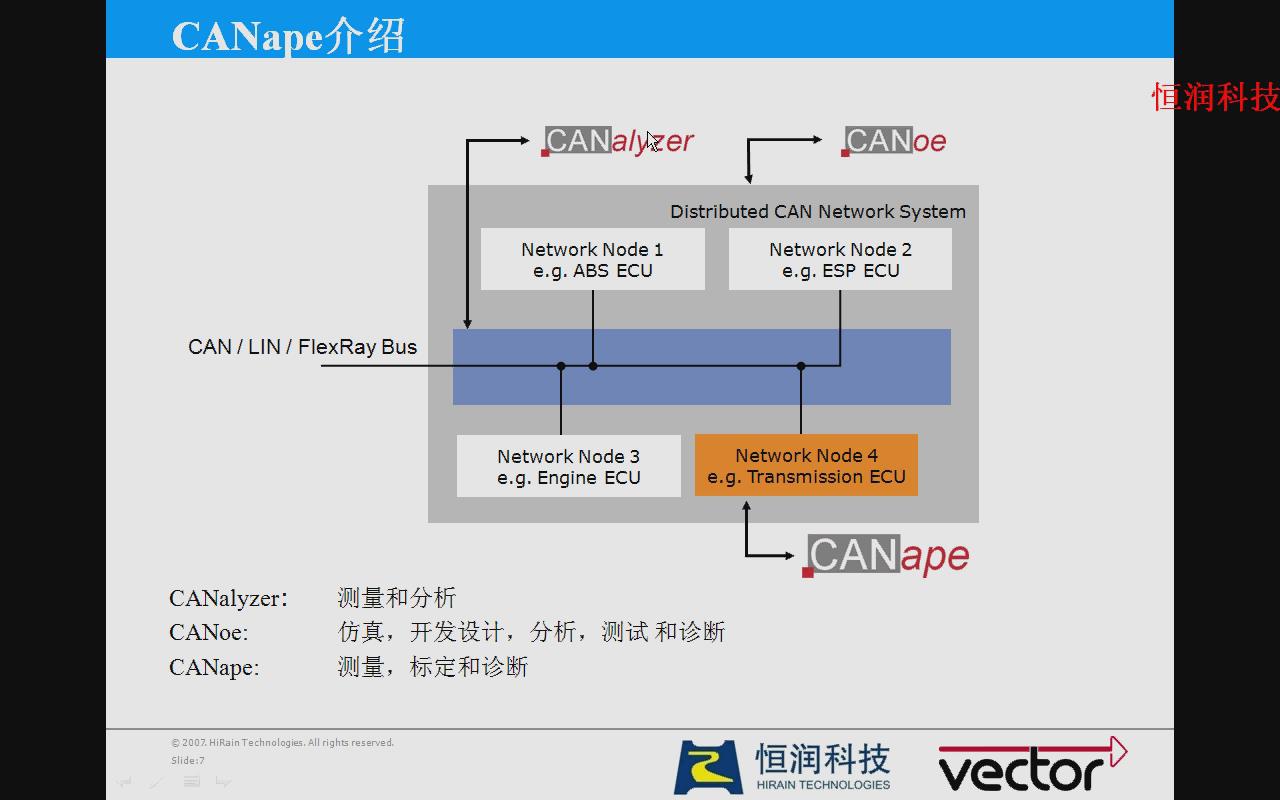 CANape介绍
恒润科技
CANalyzer
CANoe
Distributed CAN Network System
Network Node 1
e.g. ABS ECU
Network Node 2
e.g. ESP ECU
CAN / LIN / FlexRay Bus
Network Node 3
e.g. Engine ECU
Network Node 4
e.g. Transmission ECU
CANape
CANalyzer: 测量和分析
CANoe: 仿真，开发设计，分析，测试 和诊断
CANape: 测量，标定和诊断
© 2007. HiRain Technologies. All rights reserved.
Slide:7
恒润科技
HIRAIN TECHNOLOGIES
vector